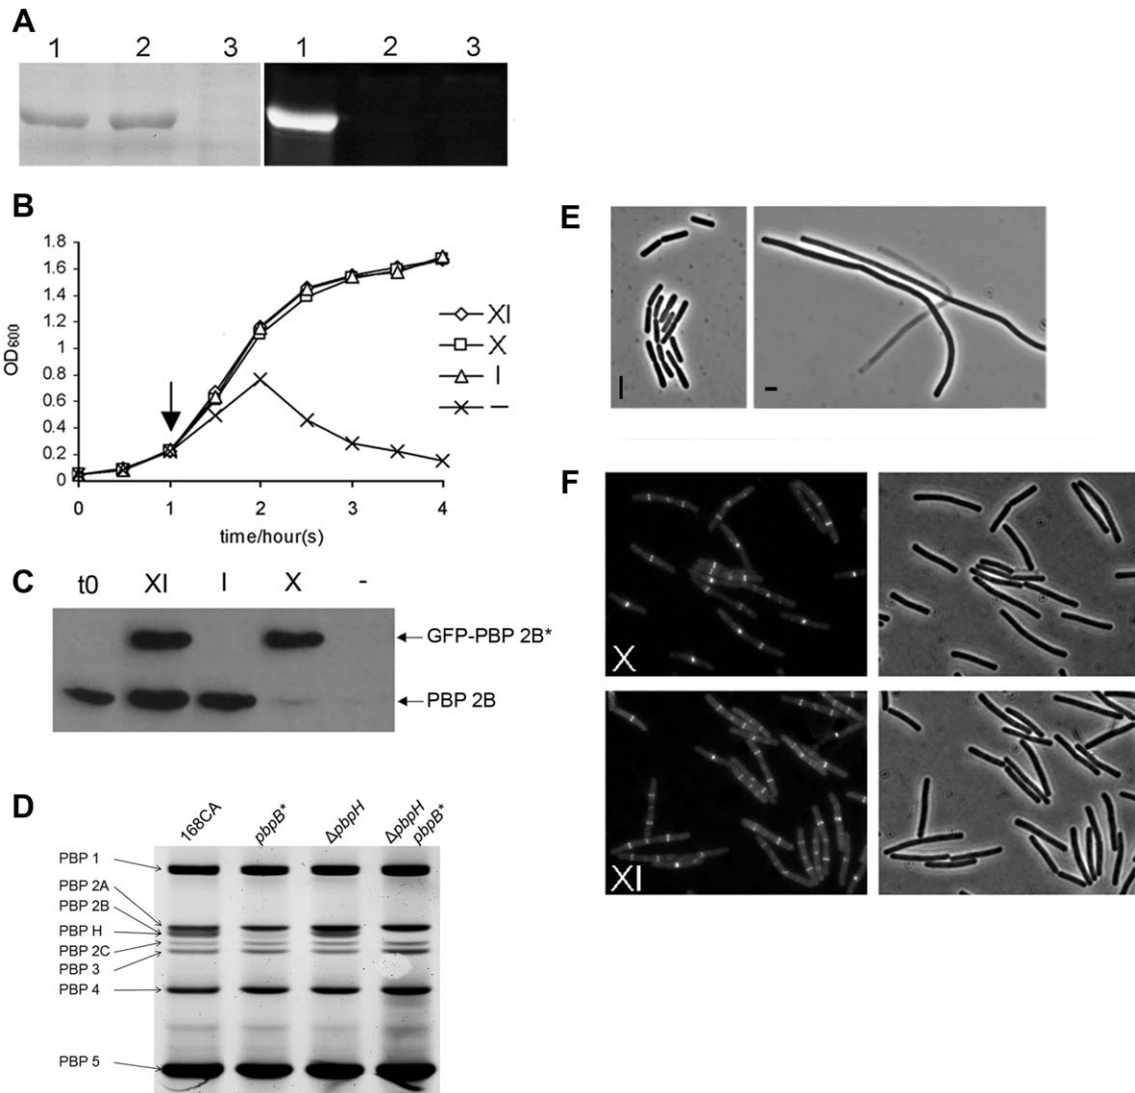 A
1 2 3 1 2 3
B
1.8
1.6
1.4
1.2
1
0.8
0.6
0.4
0.2
0
OD600
0 1 2 3 4
time/hour(s)
XI
X
I
–
C
t0 XI I X -
GFP-PBP 2B*
PBP 2B
D
168CA pbpB* ΔpbpH ΔpbpH pbpB*
PBP 1
PBP 2A
PBP 2B
PBP H
PBP 2C
PBP 3
PBP 4
PBP 5
E
F
X
XI